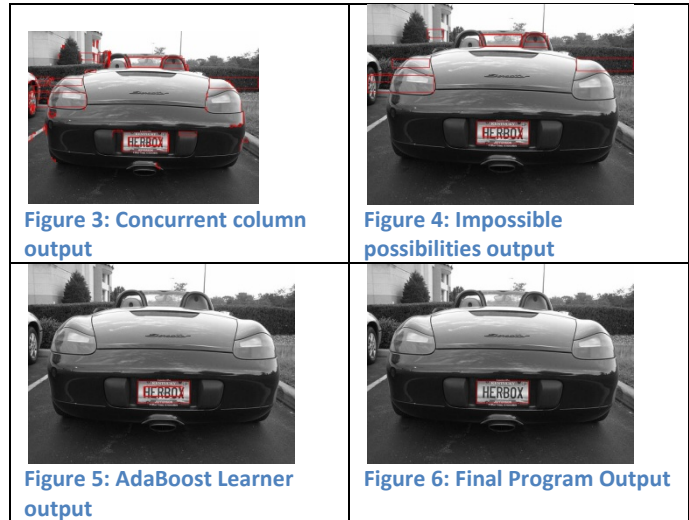 HERBOX
Figure 3: Concurrent column
output
HERBOX
Figure 4: Impossible
possibilities output
HERBOX
Figure 5: AdaBoost Learner
output
HERBOX
Figure 6: Final Program Output